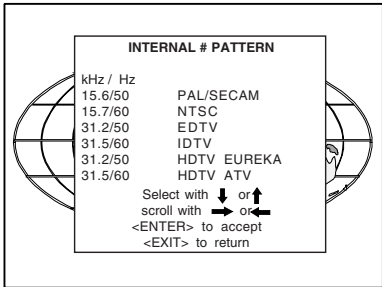 INTERNAL # PATTERN
kHz / Hz
15.6/50 PAL/SECAM
15.7/60 NTSC
31.2/50 EDTV
31.5/60 IDTV
31.2/50 HDTV EUREKA
31.5/60 HDTV ATV
Select with ↓ or ↑
scroll with → or ←
<ENTER> to accept
<EXIT> to return